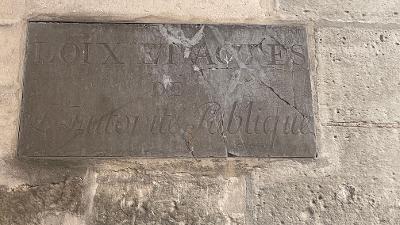 LOIX ET ACTES
DE
L'Autorité Publique